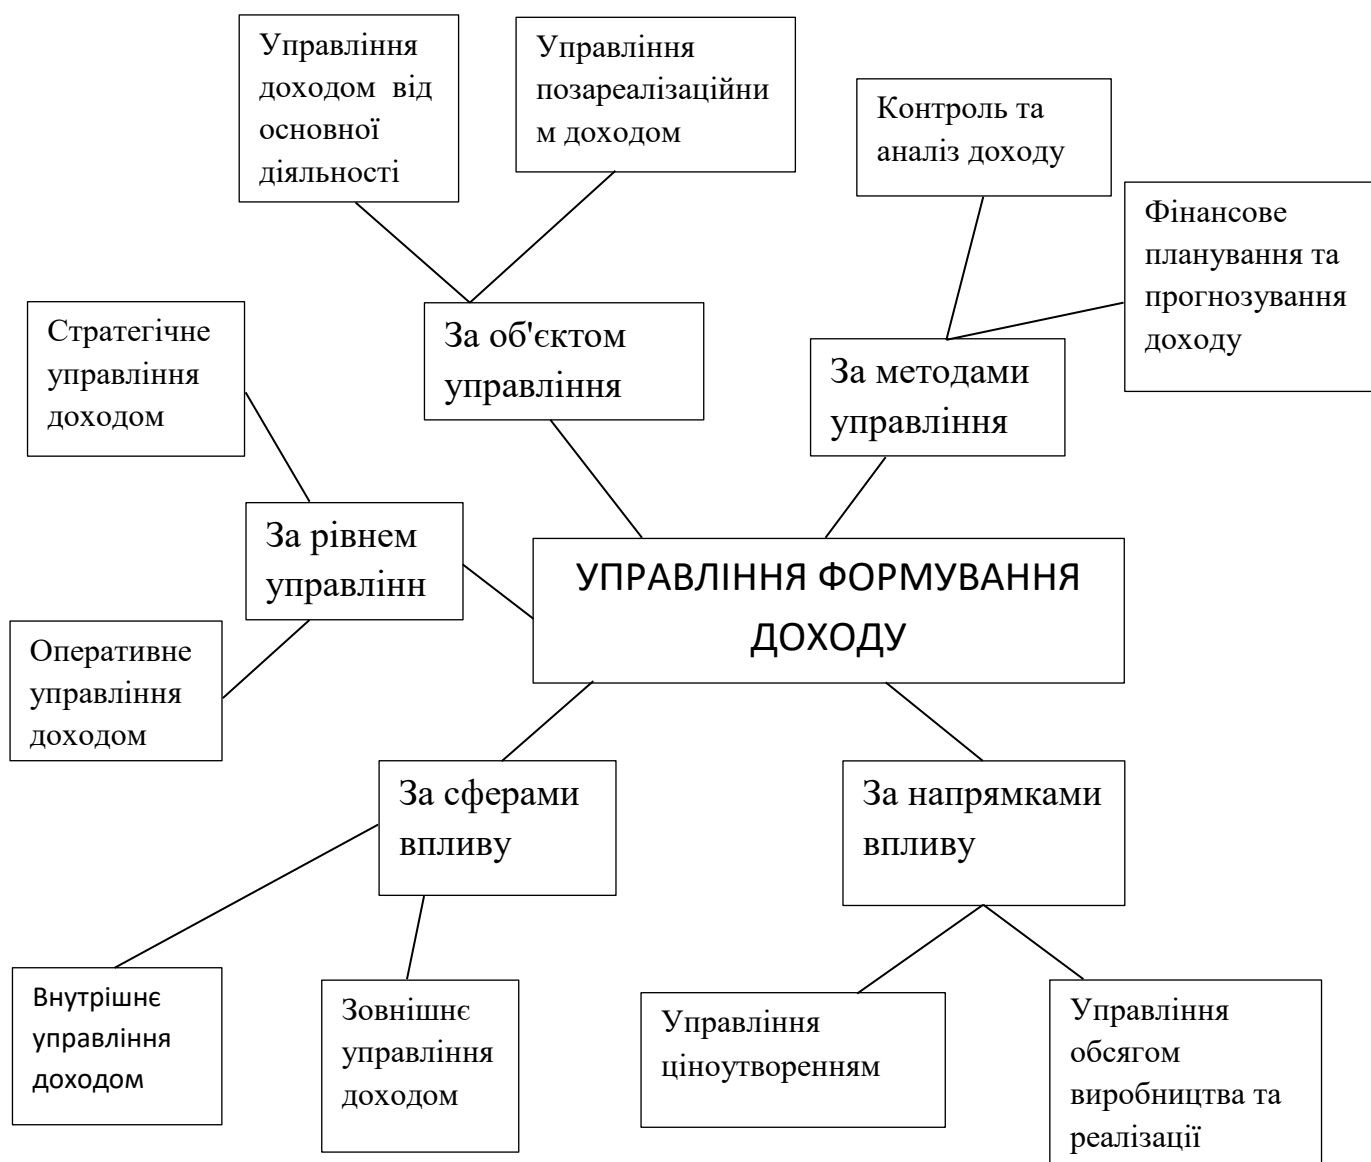 Управління
доходом від
основної
діяльності
Управління
позареалізаційни
м доходом
Контроль та
аналіз доходу
Фінансове
планування та
прогнозування
доходу
Стратегічне
управління
доходом
За об'єктом
управління
За методами
управління
За рівнем
управлінн
УПРАВЛІННЯ ФОРМУВАННЯ
ДОХОДУ
Оперативне
управління
доходом
За сферами
впливу
За напрямками
впливу
Внутрішнє
управління
доходом
Зовнішнє
управління
доходом
Управління
ціноутворенням
Управління
обсягом
виробництва та
реалізації